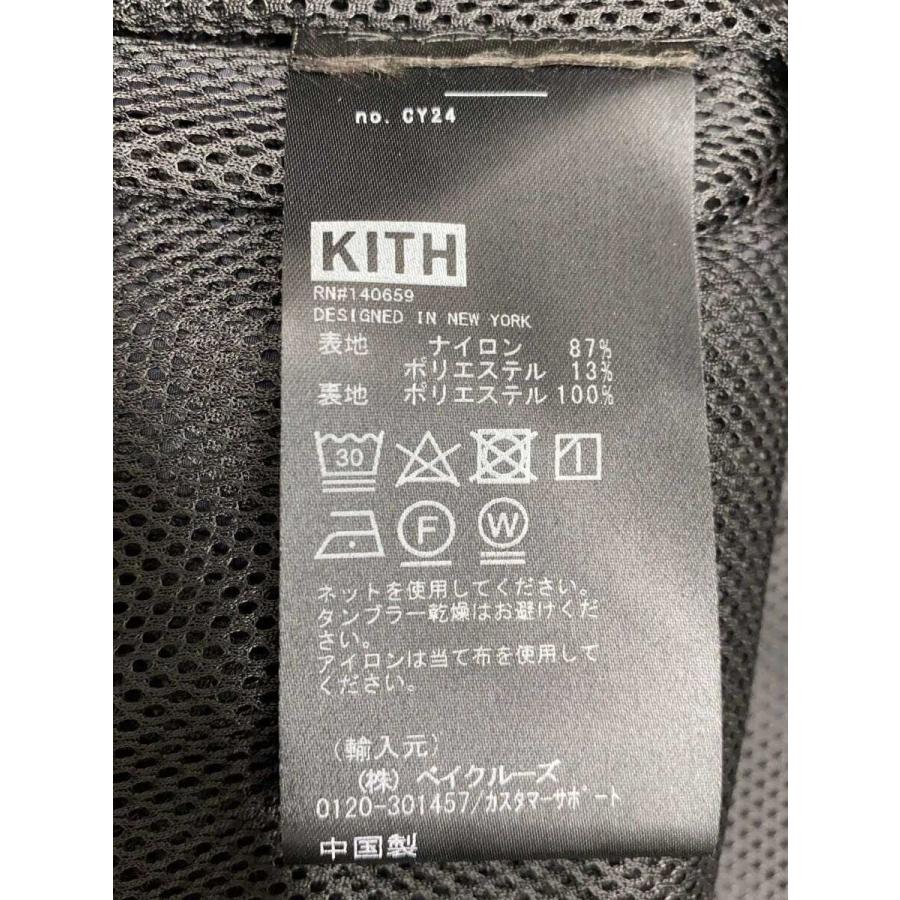 no. CY24
KITH
RN#140659
DESIGNED IN NEW YORK
表地 ナイロン 87%
ポリエステル 13%
裏地 ポリエステル 100%
30
F W
ネットを使用してください。
タンブラー乾燥はお避けくだ
さい。
アイロンは当て布を使用して
ください。
(輸入元)
(株) ベイクルーズ
0120-301457/カスタマーサポート
中国製